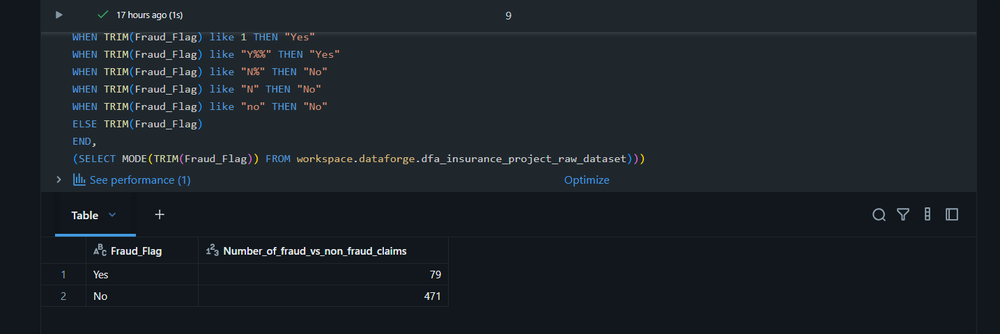 17 hours ago (1s)
9
WHEN TRIM(Fraud_Flag) like 1 THEN "Yes"
WHEN TRIM(Fraud_Flag) like "Y%%" THEN "Yes"
WHEN TRIM(Fraud_Flag) like "N%" THEN "No"
WHEN TRIM(Fraud_Flag) like "N" THEN "No"
WHEN TRIM(Fraud_Flag) like "no" THEN "No"
ELSE TRIM(Fraud_Flag)
END,
(SELECT MODE(TRIM(Fraud_Flag)) FROM workspace.dataforge.dfa_insurance_project_raw_dataset)))
See performance (1)
Optimize
Table
+
ABC Fraud_Flag 123 Number_of_fraud_vs_non_fraud_claims
1 Yes 79
2 No 471